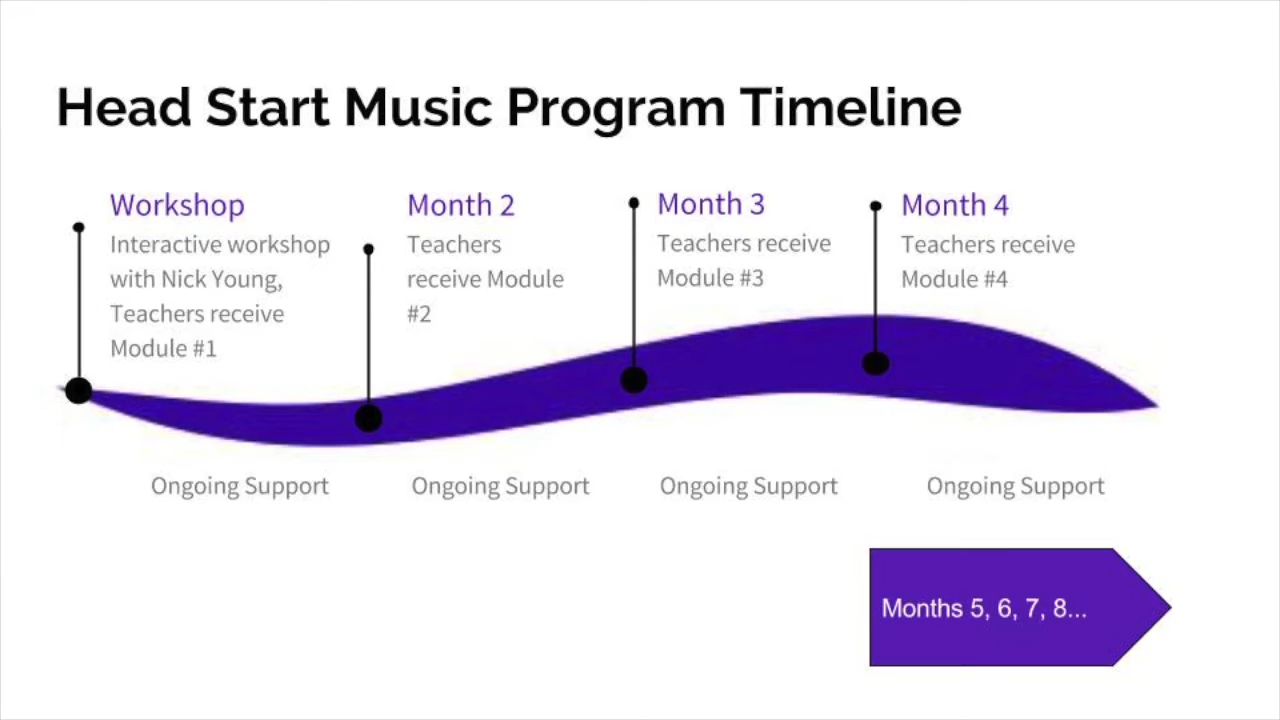 Head Start Music Program Timeline
Workshop
Interactive workshop
with Nick Young,
Teachers receive
Module #1
Month 2
Teachers
receive Module
#2
Month 3
Teachers receive
Module #3
Month 4
Teachers receive
Module #4
Ongoing Support
Ongoing Support
Ongoing Support
Ongoing Support
Months 5, 6, 7, 8...